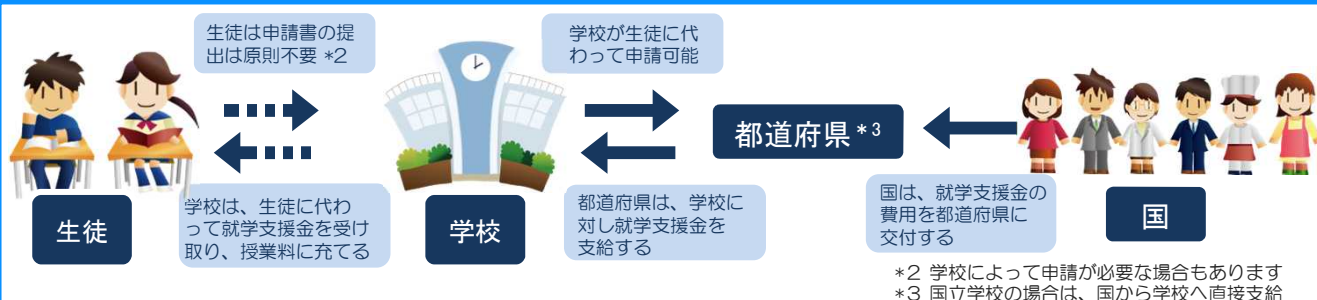 生徒は申請書の提
出は原則不要 *2
学校が生徒に代
わって申請可能
都道府県*3
生徒
学校は、生徒に代わ
って就学支援金を受け
取り、授業料に充てる
学校
都道府県は、学校に
対し就学支援金を
支給する
国は、就学支援金の
費用を都道府県に
交付する
国
*2 学校によって申請が必要な場合もあります
*3 国立学校の場合は、国から学校へ直接支給